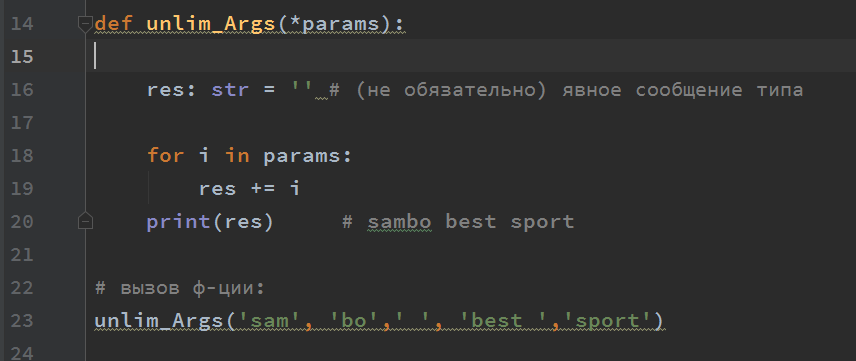 14 def unlim_Args(*params):
15
16     res: str = '' # (не обязательно) явное сообщение типа
17
18     for i in params:
19         res += i
20     print(res)     # sambo best sport
21
22 # вызов ф-ции:
23 unlim_Args('sam', 'bo',' ', 'best ','sport')
24